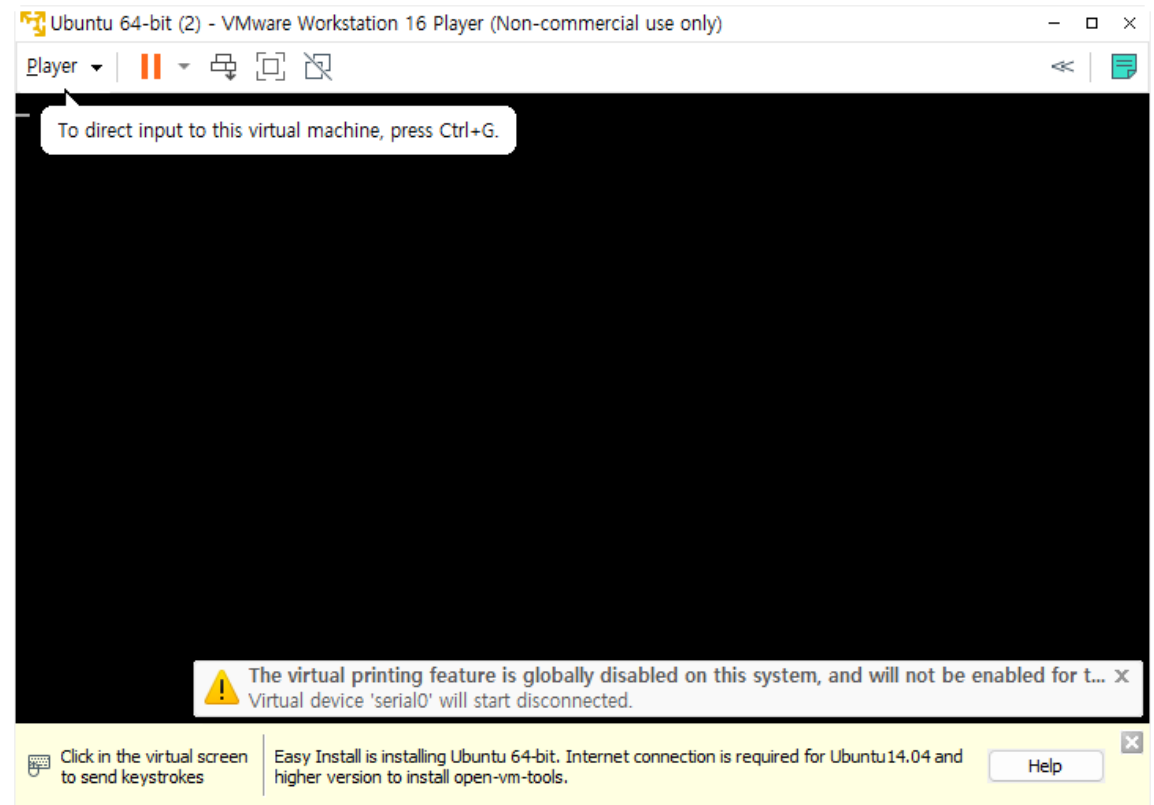 Ubuntu 64-bit (2) - VMware Workstation 16 Player (Non-commercial use only)
Player
To direct input to this virtual machine, press Ctrl+G.
The virtual printing feature is globally disabled on this system, and will not be enabled for t...
Virtual device 'serial0' will start disconnected.
Click in the virtual screen
to send keystrokes
Easy Install is installing Ubuntu 64-bit. Internet connection is required for Ubuntu14.04 and
higher version to install open-vm-tools.
Help